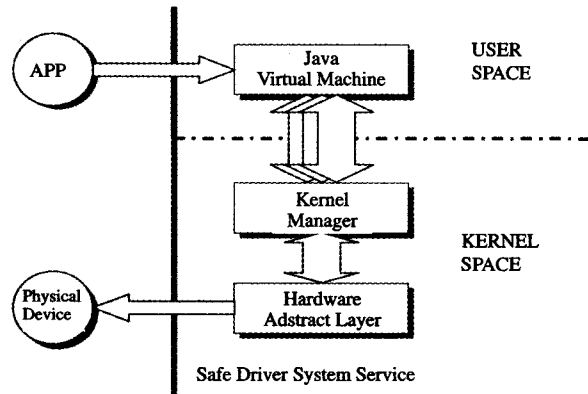 APP
Java
Virtual Machine
USER
SPACE
Kernel
Manager
KERNEL
SPACE
Physical
Device
Hardware
Adstract Layer
Safe Driver System Service